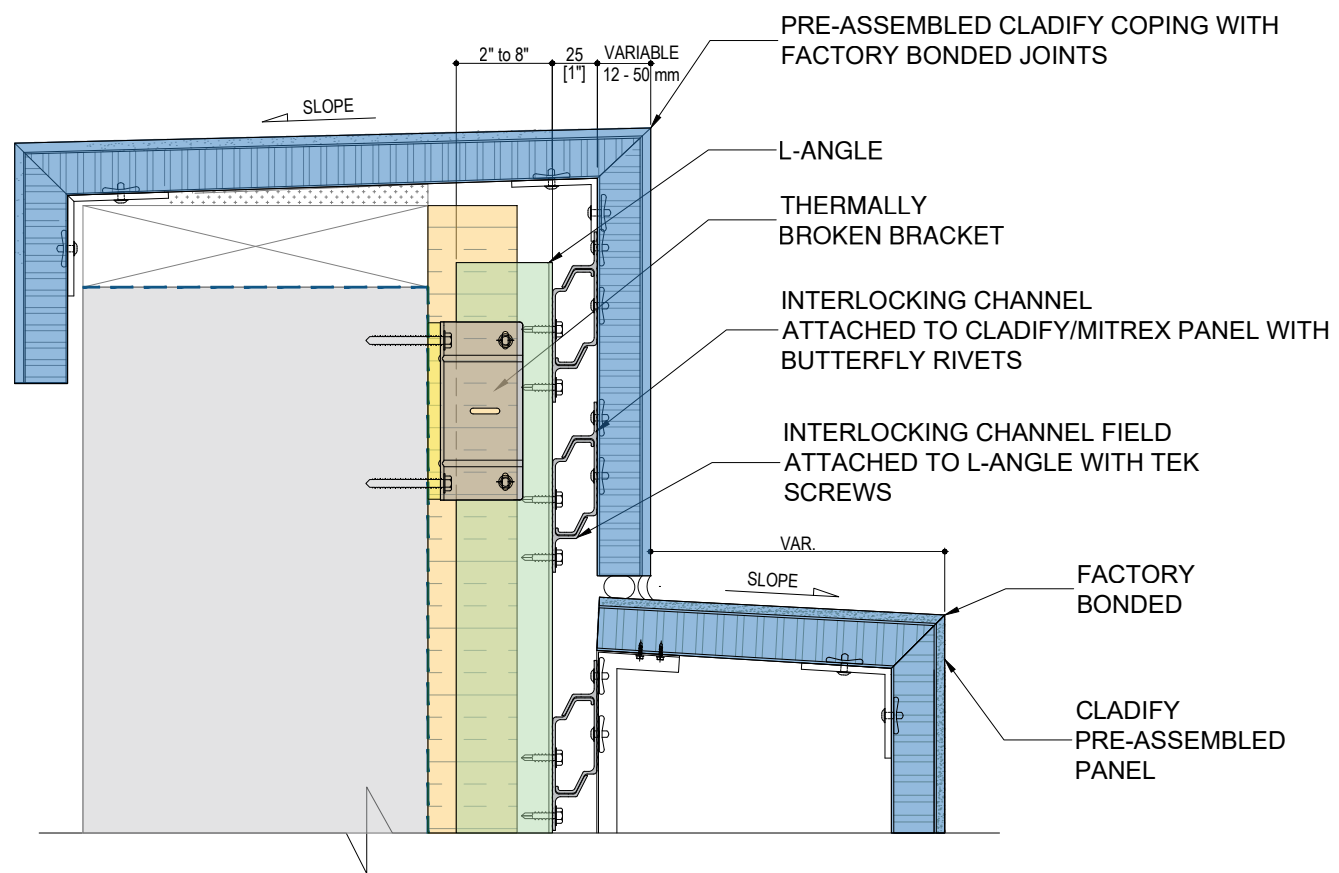 PRE-ASSEMBLED CLADIFY COPING WITH
FACTORY BONDED JOINTS
2" to 8"
25
[1"]
VARIABLE
12 - 50 mm
SLOPE
L-ANGLE
THERMALLY
BROKEN BRACKET
INTERLOCKING CHANNEL
ATTACHED TO CLADIFY/MITREX PANEL WITH
BUTTERFLY RIVETS
INTERLOCKING CHANNEL FIELD
ATTACHED TO L-ANGLE WITH TEK
SCREWS
VAR.
SLOPE
FACTORY
BONDED
CLADIFY
PRE-ASSEMBLED
PANEL